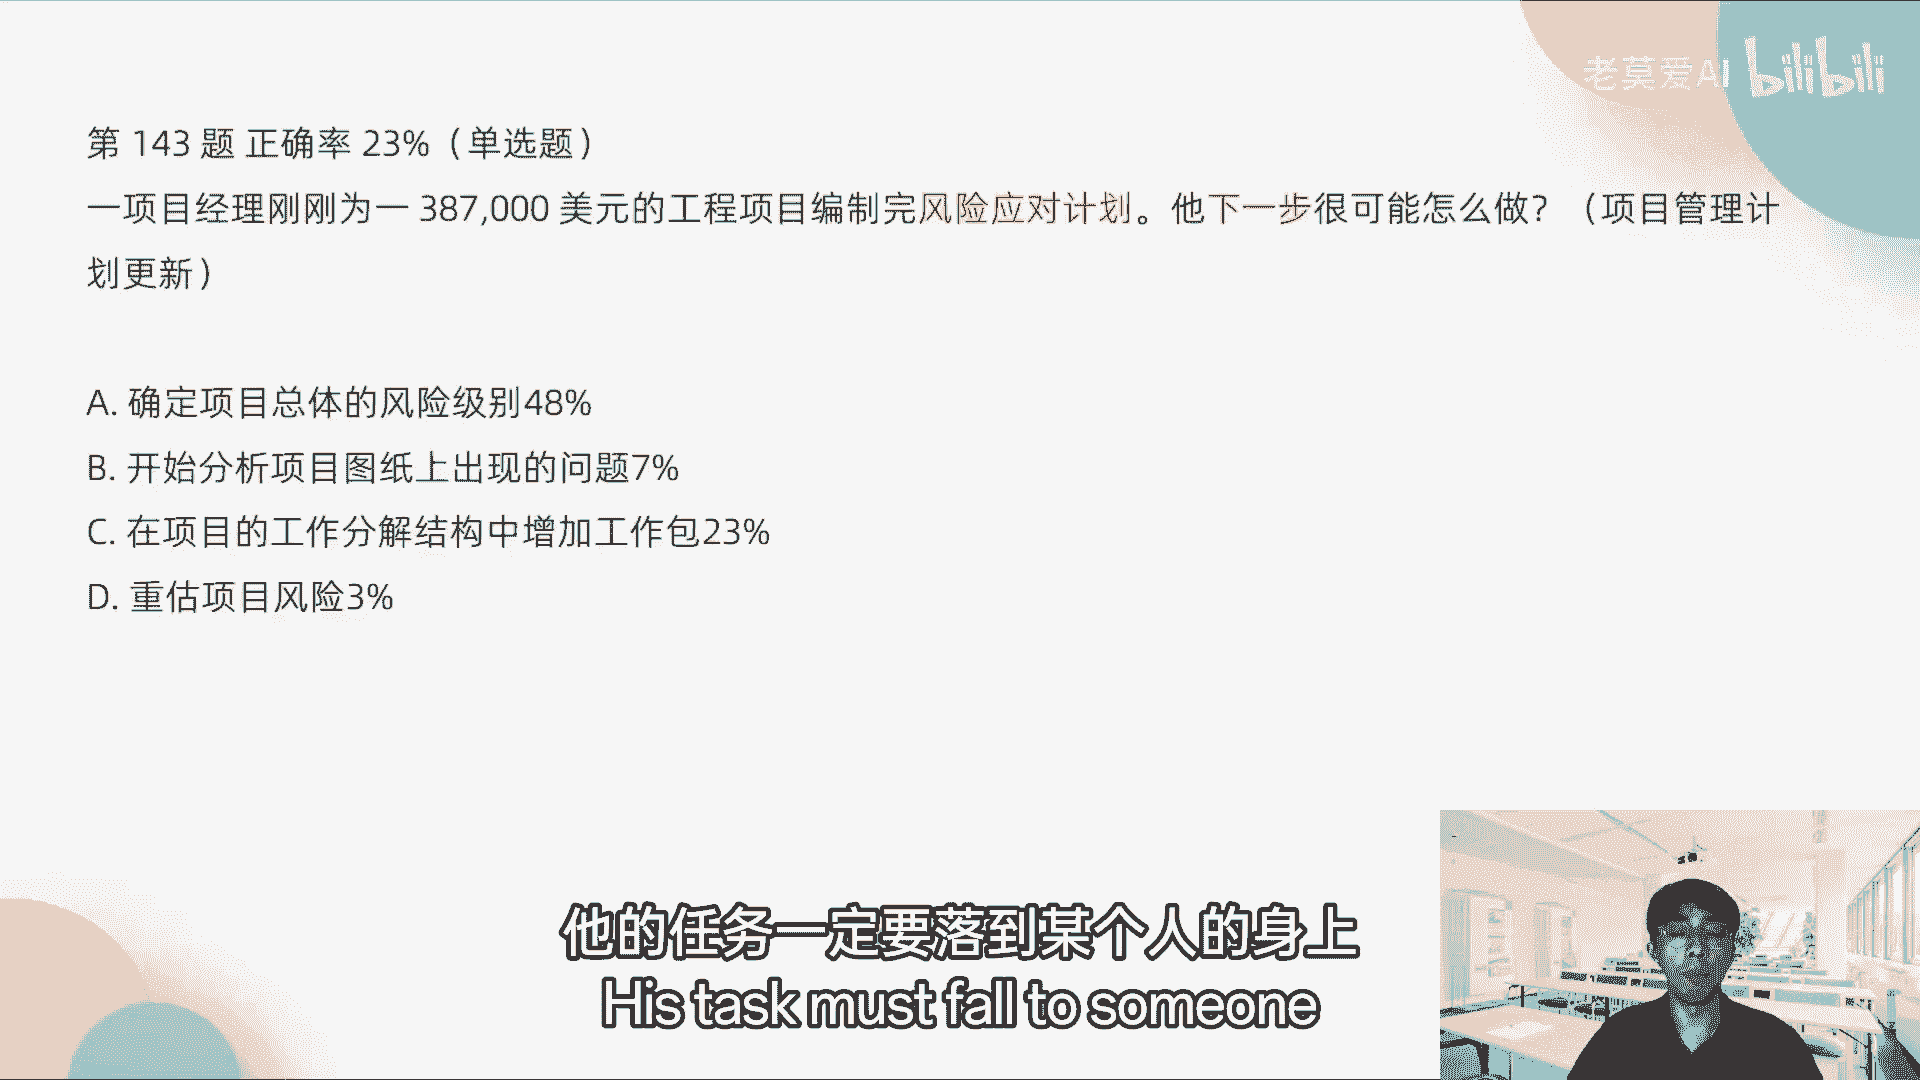 老莫爱AI bilibili
第 143 题 正确率 23%（单选题）
一项目经理刚刚为一 387,000 美元的工程项目编制完风险应对计划。他下一步很可能怎么做？（项目管理计
划更新）
A. 确定项目总体的风险级别48%
B. 开始分析项目图纸上出现的问题7%
C. 在项目的工作分解结构中增加工作包23%
D. 重估项目风险3%
他的任务一定要落到某个人的身上
His task must fall to someone